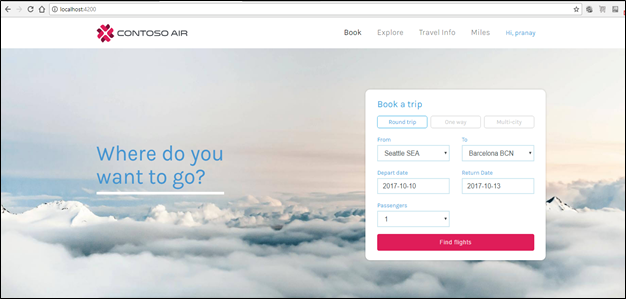 localhost:4200
CONTOSO AIR
Book Explore Travel Info Miles Hi, pranay
Where do you
want to go?
Book a trip
Round trip One way Multi-city
From To
Seattle SEA Barcelona BCN
Depart date Return Date
2017-10-10 2017-10-13
Passengers
1
Find flights